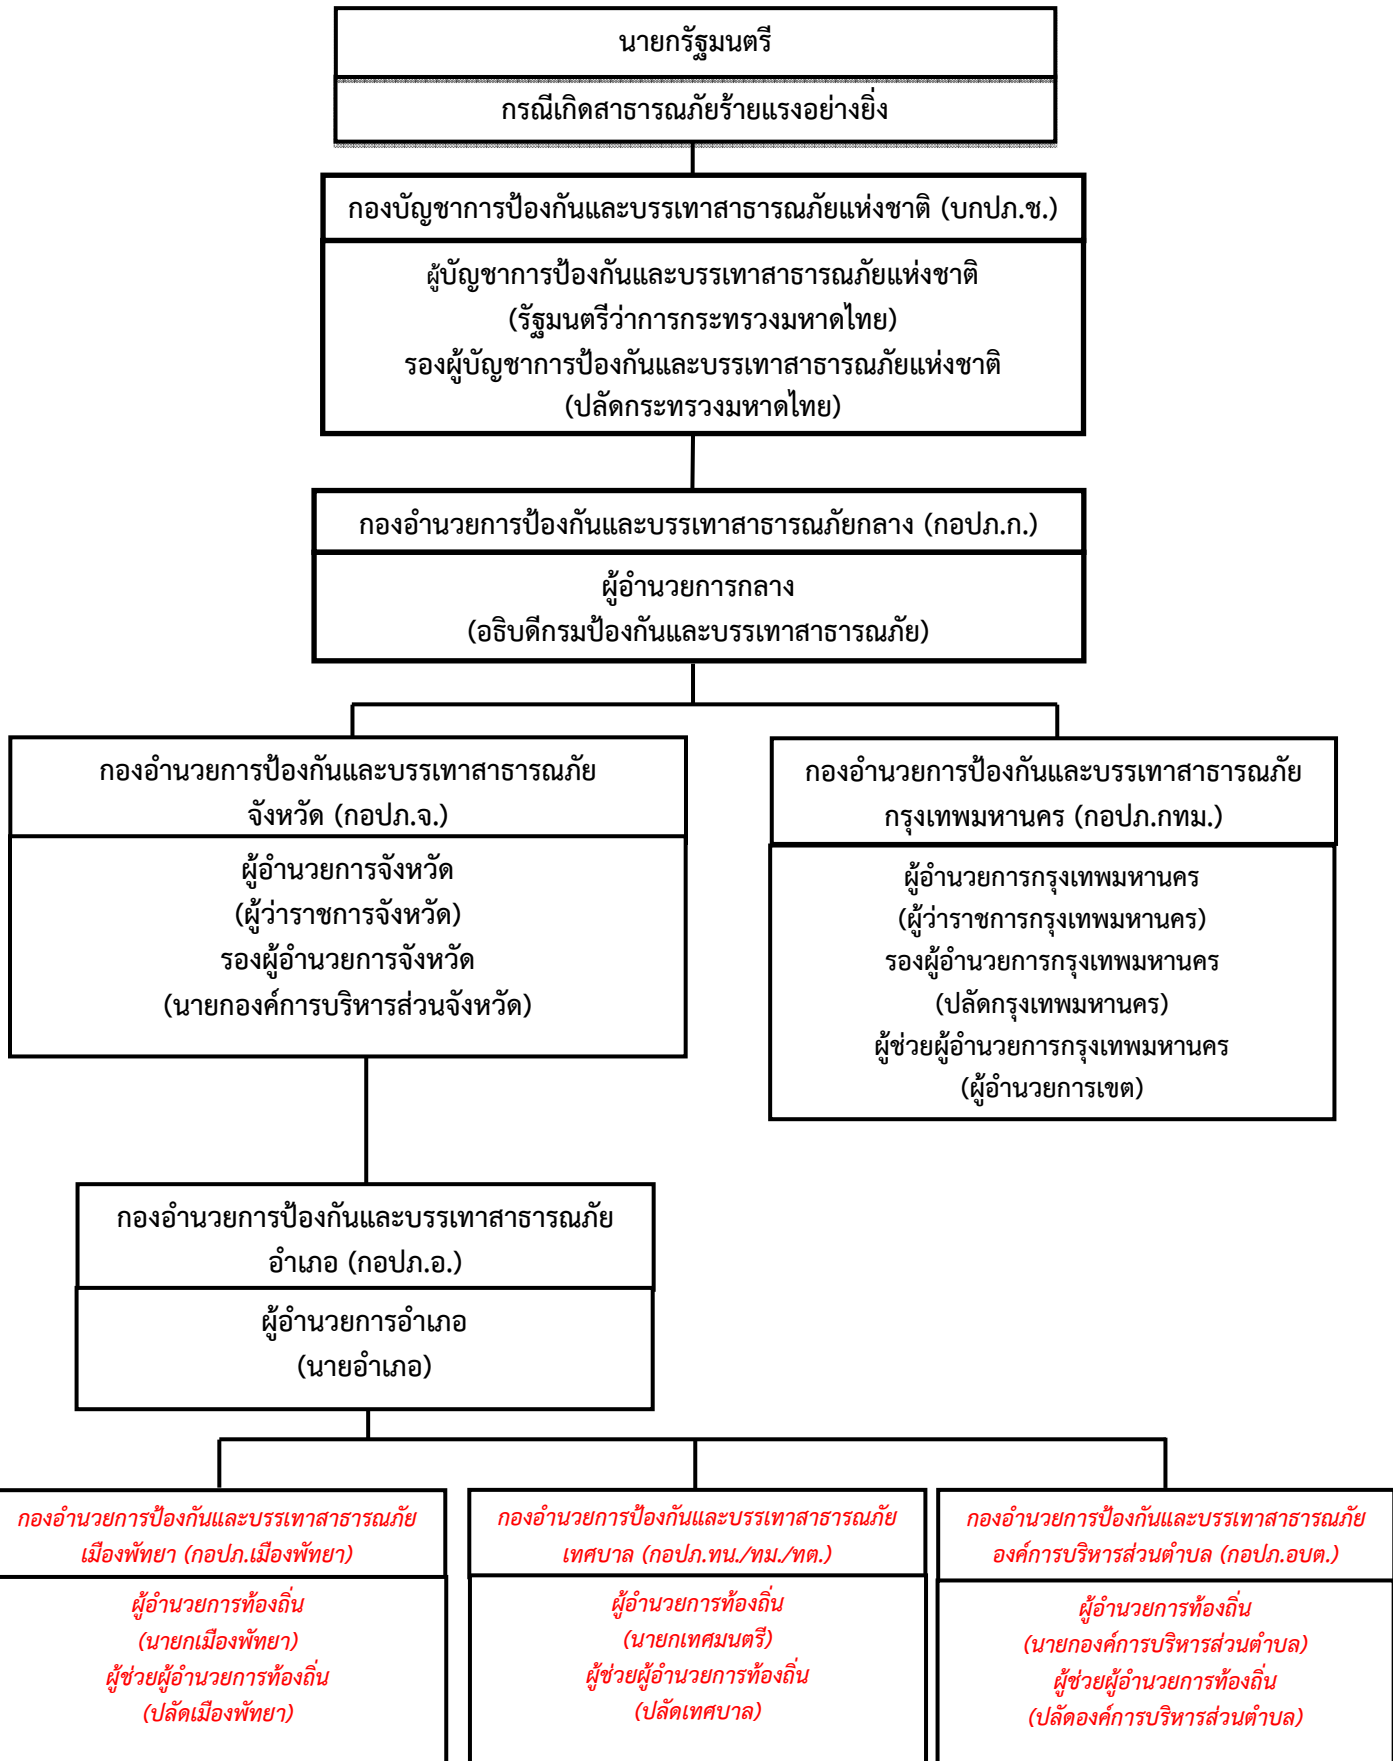 นายกรัฐมนตรี
กรณีเกิดสาธารณภัยร้ายแรงอย่างยิ่ง
กองบัญชาการป้องกันและบรรเทาสาธารณภัยแห่งชาติ (บกปภ.ช.)
ผู้บัญชาการป้องกันและบรรเทาสาธารณภัยแห่งชาติ
(รัฐมนตรีว่าการกระทรวงมหาดไทย)
รองผู้บัญชาการป้องกันและบรรเทาสาธารณภัยแห่งชาติ
(ปลัดกระทรวงมหาดไทย)
กองอำนวยการป้องกันและบรรเทาสาธารณภัยกลาง (กอปภ.ก.)
ผู้อำนวยการกลาง
(อธิบดีกรมป้องกันและบรรเทาสาธารณภัย)
กองอำนวยการป้องกันและบรรเทาสาธารณภัย
จังหวัด (กอปภ.จ.)
ผู้อำนวยการจังหวัด
(ผู้ว่าราชการจังหวัด)
รองผู้อำนวยการจังหวัด
(นายกองค์การบริหารส่วนจังหวัด)
กองอำนวยการป้องกันและบรรเทาสาธารณภัย
กรุงเทพมหานคร (กอปภ.กทม.)
ผู้อำนวยการกรุงเทพมหานคร
(ผู้ว่าราชการกรุงเทพมหานคร)
รองผู้อำนวยการกรุงเทพมหานคร
(ปลัดกรุงเทพมหานคร)
ผู้ช่วยผู้อำนวยการกรุงเทพมหานคร
(ผู้อำนวยการเขต)
กองอำนวยการป้องกันและบรรเทาสาธารณภัย
อำเภอ (กอปภ.อ.)
ผู้อำนวยการอำเภอ
(นายอำเภอ)
กองอำนวยการป้องกันและบรรเทาสาธารณภัย
เมืองพัทยา (กอปภ.เมืองพัทยา)
ผู้อำนวยการท้องถิ่น
(นายกเมืองพัทยา)
ผู้ช่วยผู้อำนวยการท้องถิ่น
(ปลัดเมืองพัทยา)
กองอำนวยการป้องกันและบรรเทาสาธารณภัย
เทศบาล (กอปภ.ทน./ทม./ทต.)
ผู้อำนวยการท้องถิ่น
(นายกเทศมนตรี)
ผู้ช่วยผู้อำนวยการท้องถิ่น
(ปลัดเทศบาล)
กองอำนวยการป้องกันและบรรเทาสาธารณภัย
องค์การบริหารส่วนตำบล (กอปภ.อบต.)
ผู้อำนวยการท้องถิ่น
(นายกองค์การบริหารส่วนตำบล)
ผู้ช่วยผู้อำนวยการท้องถิ่น
(ปลัดองค์การบริหารส่วนตำบล)